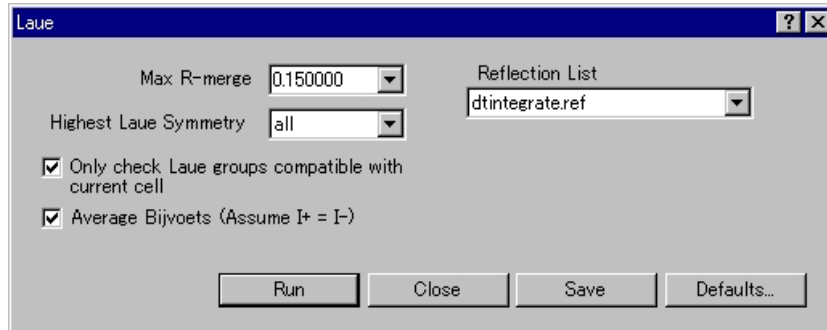 Laue
Max R-merge 0.150000
Reflection List
dtintegrate.ref
Highest Laue Symmetry all
Only check Laue groups compatible with
current cell
Average Bijvoets (Assume I+ = I-)
Run Close Save Defaults...